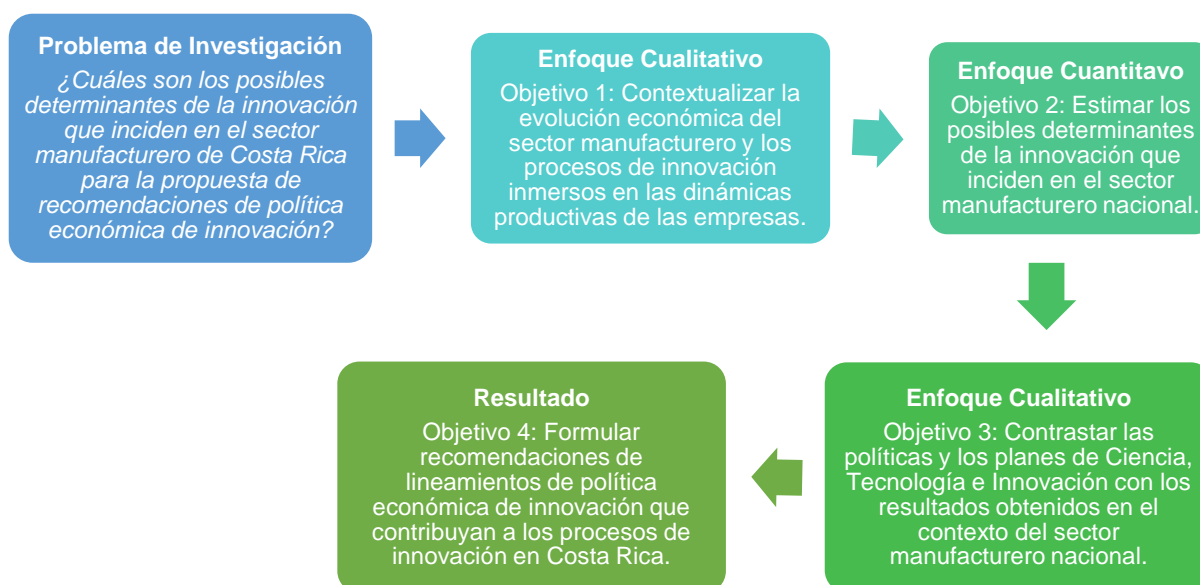 Problema de Investigación
¿Cuáles son los posibles
determinantes de la innovación
que inciden en el sector
manufacturero de Costa Rica
para la propuesta de
recomendaciones de política
económica de innovación?
Enfoque Cualitativo
Objetivo 1: Contextualizar la
evolución económica del
sector manufacturero y los
procesos de innovación
inmersos en las dinámicas
productivas de las empresas.
Enfoque Cuantitavo
Objetivo 2: Estimar los
posibles determinantes
de la innovación que
inciden en el sector
manufacturero nacional.
Enfoque Cualitativo
Objetivo 3: Contrastar las
políticas y los planes de Ciencia,
Tecnología e Innovación con los
resultados obtenidos en el
contexto del sector
manufacturero nacional.
Resultado
Objetivo 4: Formular
recomendaciones de
lineamientos de política
económica de innovación que
contribuyan a los procesos de
innovación en Costa Rica.